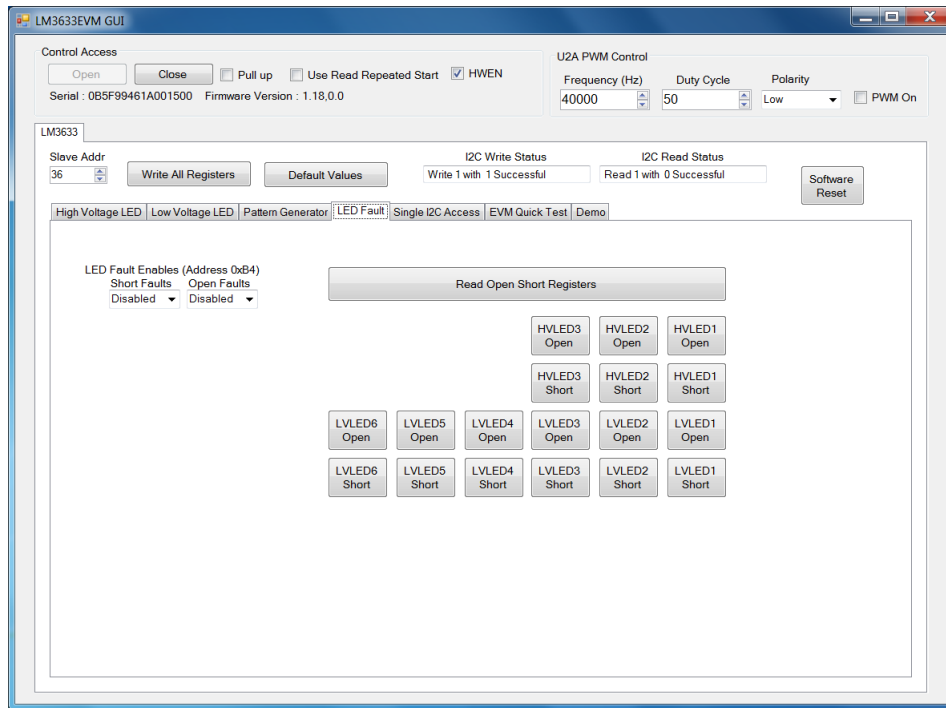 LM3633EVM GUI
Control Access
Open Close Pull up Use Read Repeated Start HWEN
Serial : 0B5F99461A001500 Firmware Version : 1.18,0.0
U2A PWM Control
Frequency (Hz) Duty Cycle Polarity
40000 50 Low PWM On
LM3633
Slave Addr I2C Write Status I2C Read Status
36 Write All Registers Default Values Write 1 with 1 Successful Read 1 with 0 Successful Software
Reset
High Voltage LED Low Voltage LED Pattern Generator LED Fault Single I2C Access EVM Quick Test Demo
LED Fault Enables (Address 0xB4)
Short Faults Open Faults
Disabled Disabled
Read Open Short Registers
HVLED3 HVLED2 HVLED1
Open Open Open
HVLED3 HVLED2 HVLED1
Short Short Short
LVLED6 LVLED5 LVLED4 LVLED3 LVLED2 LVLED1
Open Open Open Open Open Open
LVLED6 LVLED5 LVLED4 LVLED3 LVLED2 LVLED1
Short Short Short Short Short Short